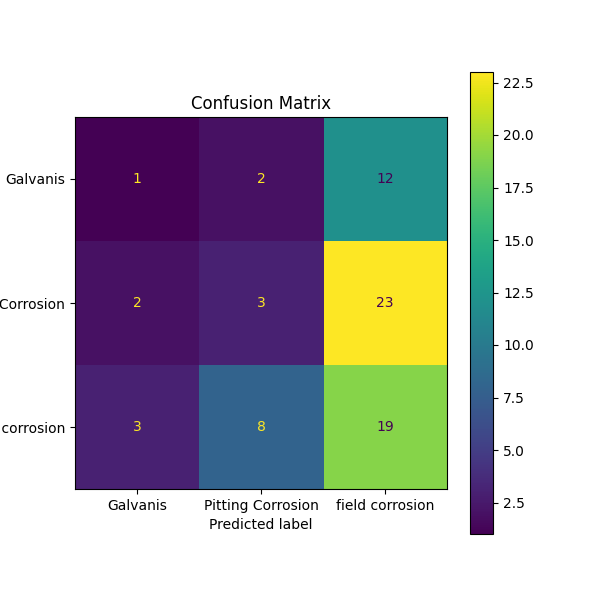 Confusion Matrix
Galvanis 1 2 12
Corrosion 2 3 23
corrosion 3 8 19
Galvanis Pitting Corrosion field corrosion
Predicted label
22.5
20.0
17.5
15.0
12.5
10.0
7.5
5.0
2.5